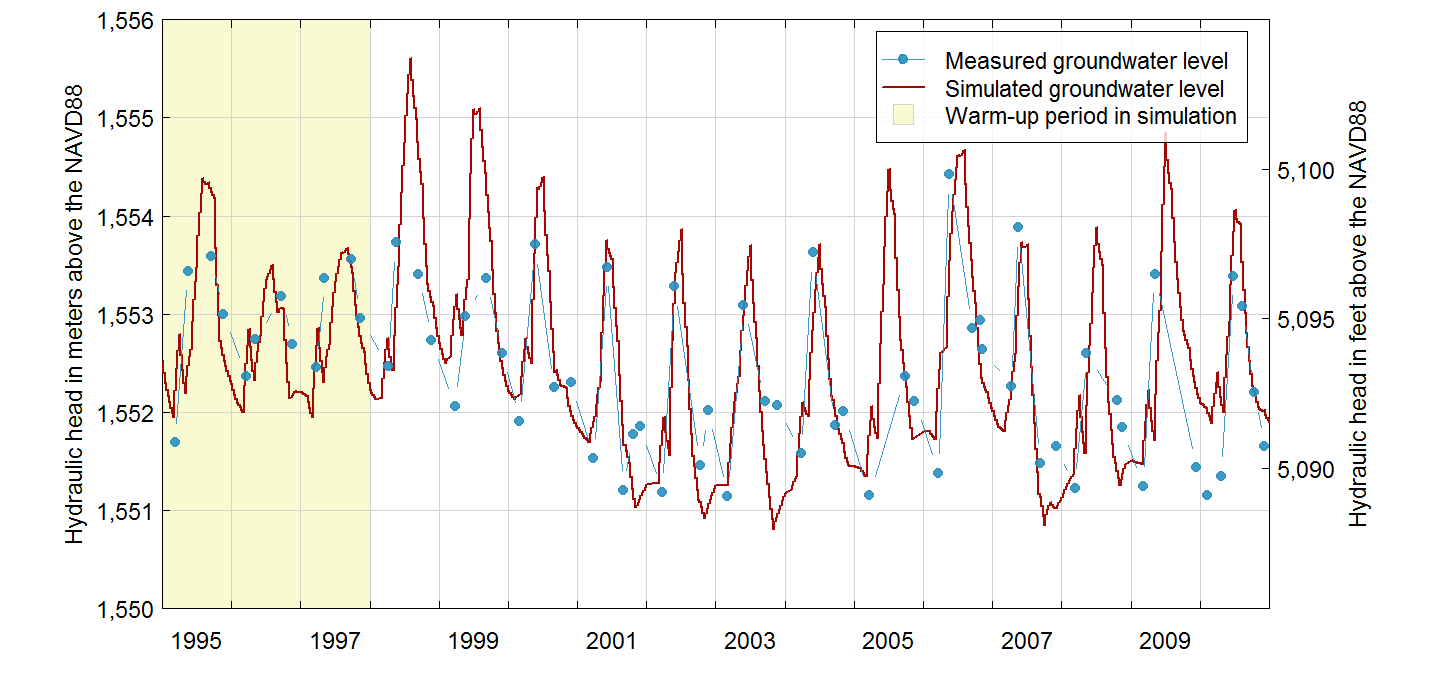 Hydraulic head in meters above the NAVD88
1,556
1,555
1,554
1,553
1,552
1,551
1,550
Measured groundwater level
Simulated groundwater level
Warm-up period in simulation
5,100
5,095
5,090
Hydraulic head in feet above the NAVD88
1995 1997 1999 2001 2003 2005 2007 2009